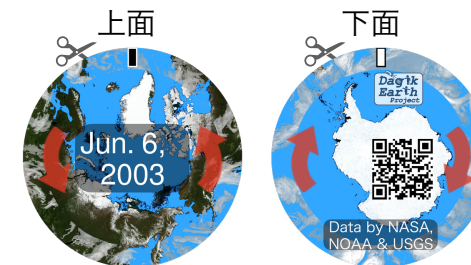 上面
下面
Jun. 6,
2003
Dagik
Earth
Project
Data by NASA,
NOAA & USGS